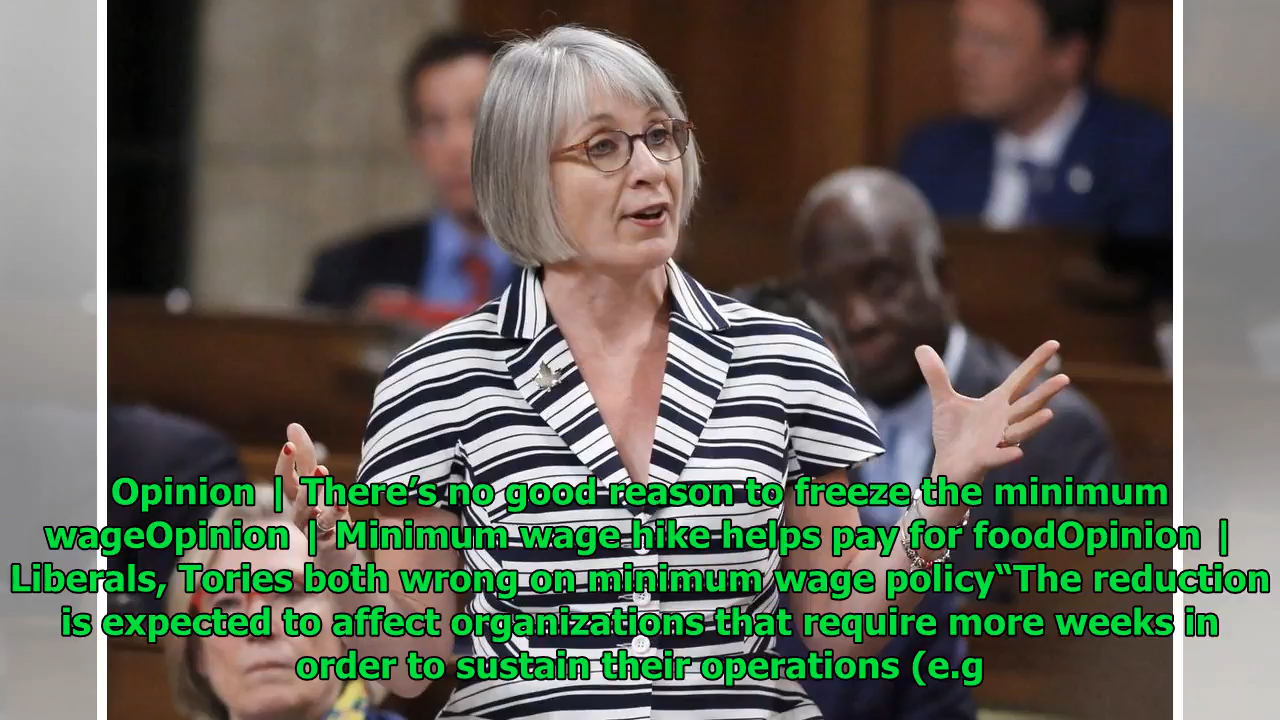 Opinion | There’s no good reason to freeze the minimum
wageOpinion | Minimum wage hike helps pay for foodOpinion |
Liberals, Tories both wrong on minimum wage policy“The reduction
is expected to affect organizations that require more weeks in
order to sustain their operations (e.g